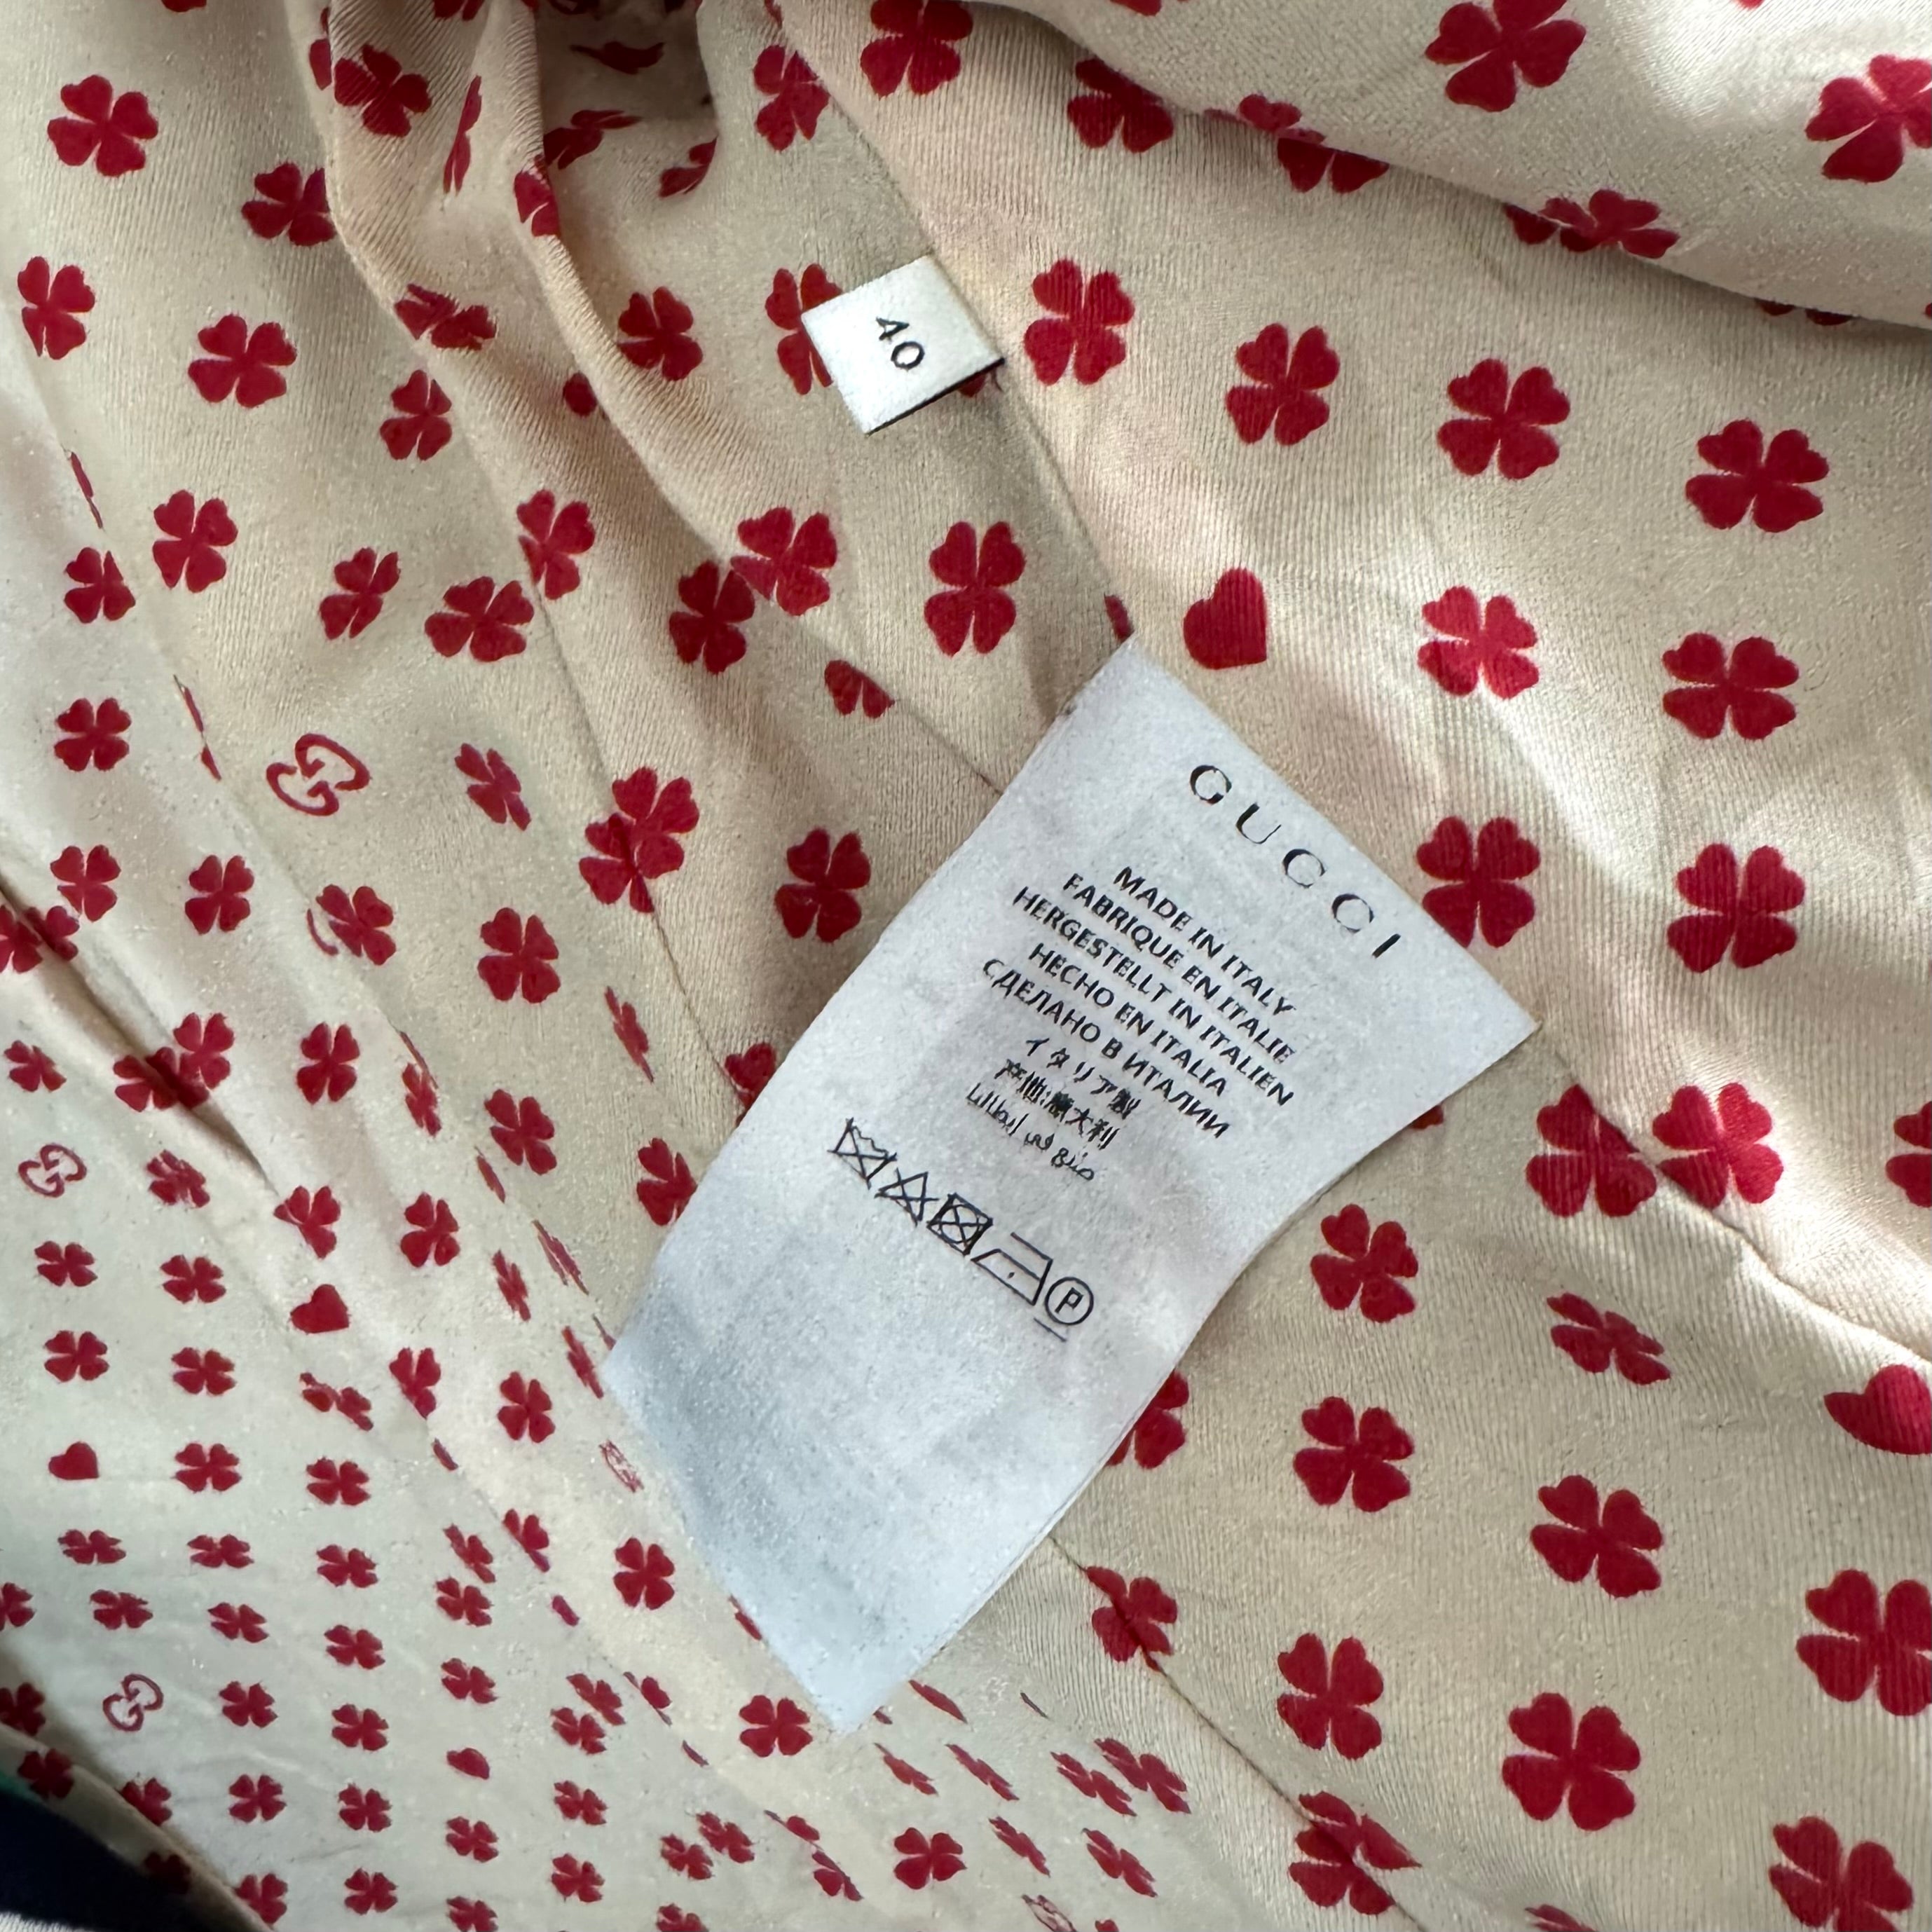 40
GUCCI
MADE IN ITALY
FABRIQUE EN ITALIE
HERGESTELLT IN ITALIEN
HECHO EN ITALIA
СДЕЛАНО В ИТАЛИИ
イタリア製
产地:意大利
صنع في إيطاليا
P